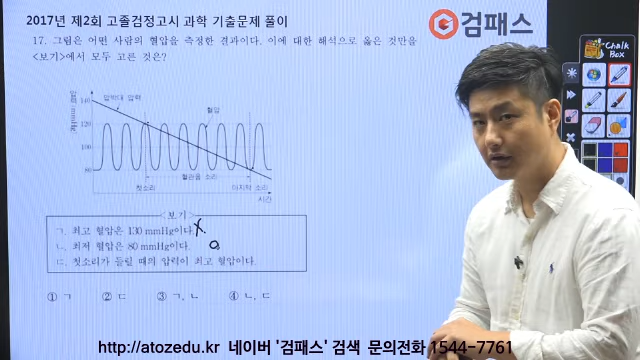 2017년 제2회 고졸검정고시 과학 기출문제 풀이
검패스
17. 그림은 어떤 사람의 혈압을 측정한 결과이다. 이에 대한 해석으로 옳은 것만을
<보기>에서 모두 고른 것은?
Chalk
Box
압력(mmHg)
140
120
100
80
압박대 압력
혈압
혈관음 소리
첫소리
마지막 소리
시간
<보기>
ㄱ. 최고 혈압은 130 mmHg이다. X
ㄴ. 최저 혈압은 80 mmHg이다. O
ㄷ. 첫소리가 들릴 때의 압력이 최고 혈압이다.
① ㄱ ② ㄷ ③ ㄱ, ㄴ ④ ㄴ, ㄷ
http://atozedu.kr 네이버 '검패스' 검색 문의전화 1544-7761